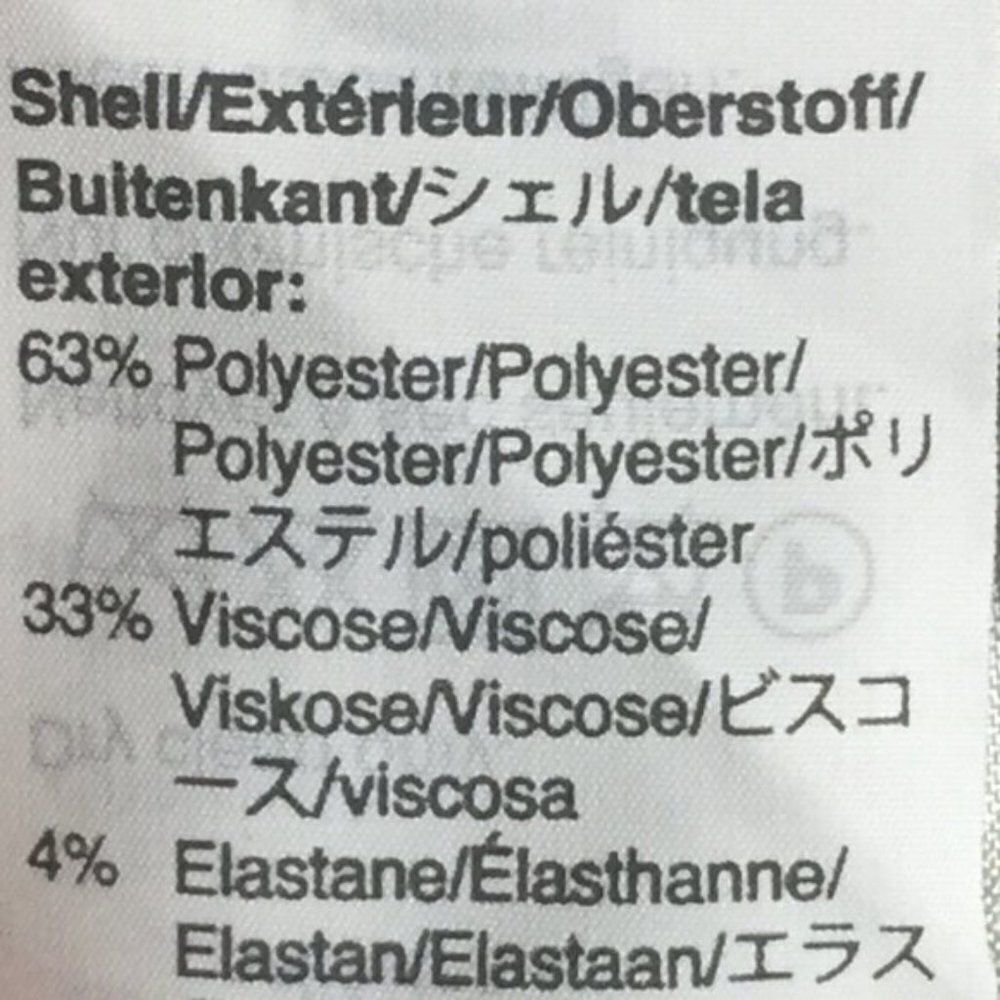 Shell/Extérieur/Oberstoff/
Buitenkant/シェル/tela
exterior:
63% Polyester/Polyester/
Polyester/Polyester/ポリ
エステル/poliéster
33% Viscose/Viscose/
Viskose/Viscose/ビスコ
ース/viscosa
4% Elastane/Élasthanne/
Elastan/Elastaan/エラス